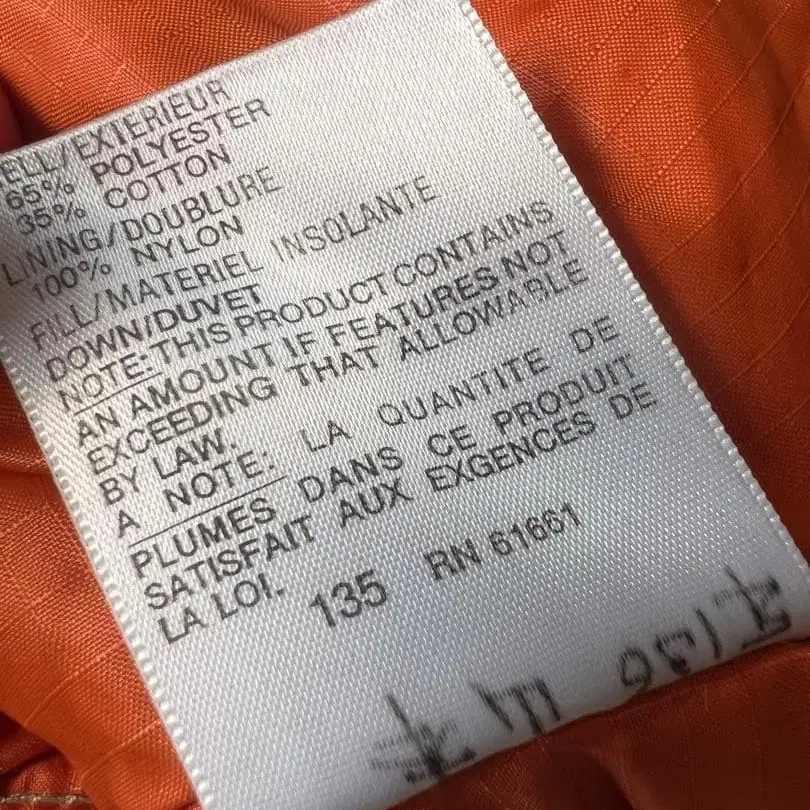 ELL/EXTERIEUR
65% POLYESTER
35% COTTON
LINING/DOUBLURE
100% NYLON
FILL/MATERIEL INSOLANTE
DOWN/DUVET
NOTE: THIS PRODUCT CONTAINS
AN AMOUNT IF FEATURES NOT
EXCEEDING THAT ALLOWABLE
BY LAW.
A NOTE: LA QUANTITE DE
PLUMES DANS CE PRODUIT
SATISFAIT AUX EXGENCES DE
LA LOI.
135 RN 61661